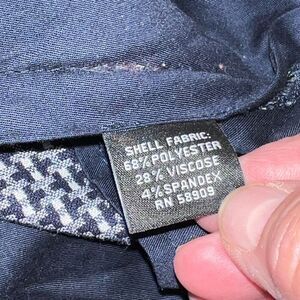 SHELL FABRIC:
68% POLYESTER
28% VISCOSE
4% SPANDEX
RN 58909